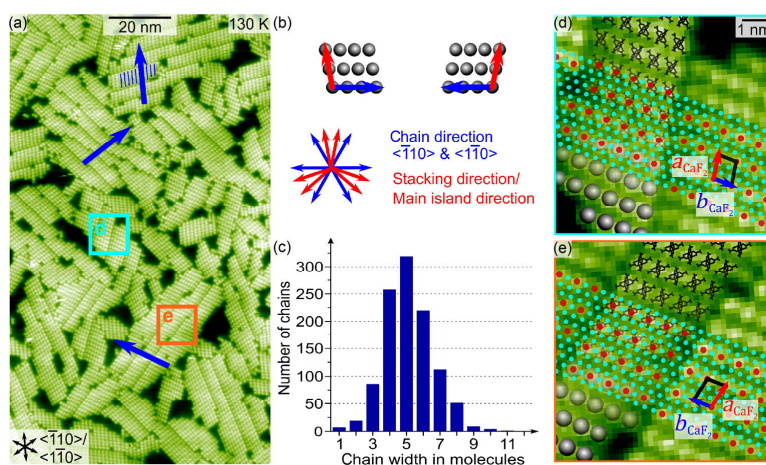 (a)
20 nm
130 K
d
e
<1̅10>/
<11̅0>
(b)
Chain direction
<1̅10> & <11̅0>
Stacking direction/
Main island direction
(c)
Number of chains
300
250
200
150
100
50
0
1 3 5 7 9 11
Chain width in molecules
(d)
1 nm
aCaF₂
bCaF₂
(e)
aCaF₂
bCaF₂